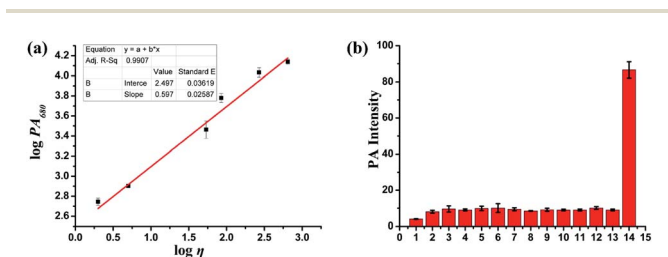 (a)
Equation y = a + b*x
Adj. R-Sq 0.9907
Value Standard E
B Interce 2.497 0.03619
B Slope 0.597 0.02587
log PA680
4.2
4.0
3.8
3.6
3.4
3.2
3.0
2.8
2.6
0.0 0.5 1.0 1.5 2.0 2.5 3.0
log η
(b)
PA Intensity
100
80
60
40
20
0
0 1 2 3 4 5 6 7 8 9 10 11 12 13 14 15